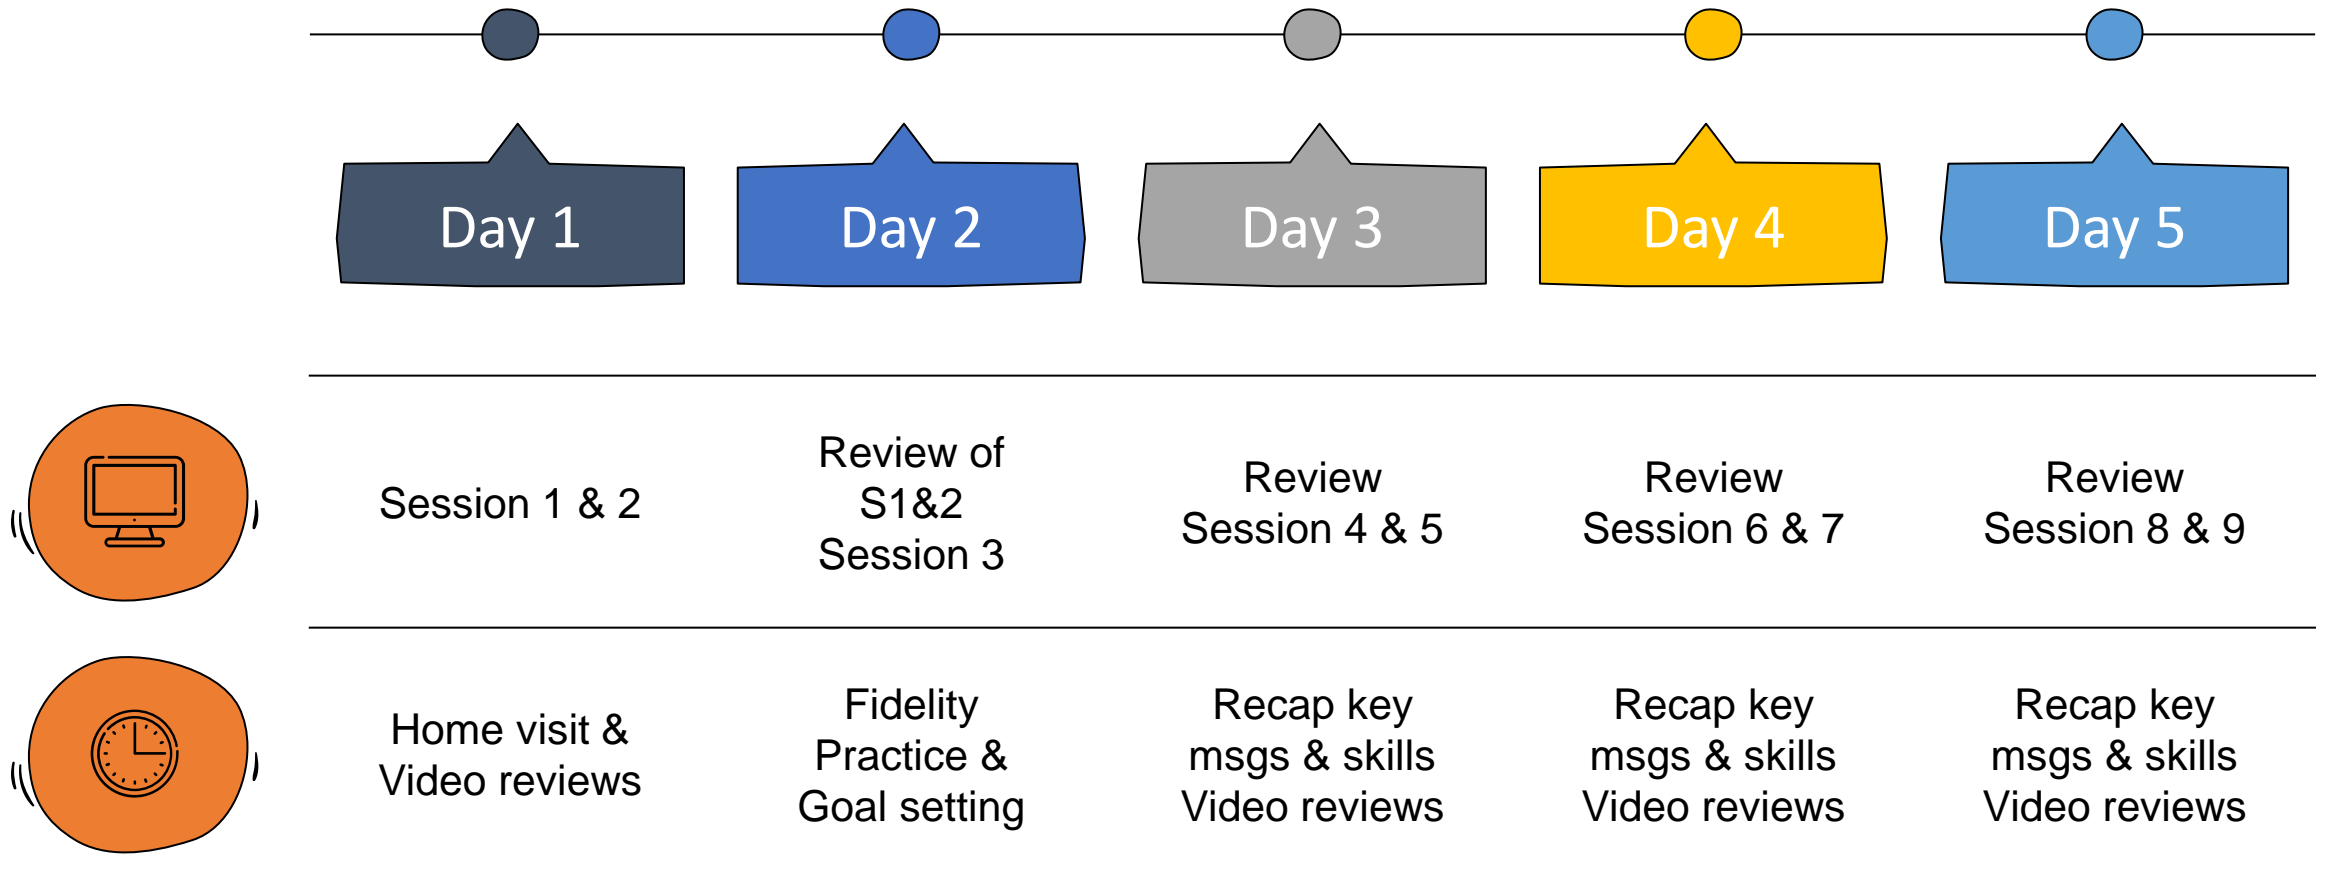 Day 1
Day 2
Day 3
Day 4
Day 5
Session 1 & 2
Review of
S1&2
Session 3
Review
Session 4 & 5
Review
Session 6 & 7
Review
Session 8 & 9
Home visit &
Video reviews
Fidelity
Practice &
Goal setting
Recap key
msgs & skills
Video reviews
Recap key
msgs & skills
Video reviews
Recap key
msgs & skills
Video reviews